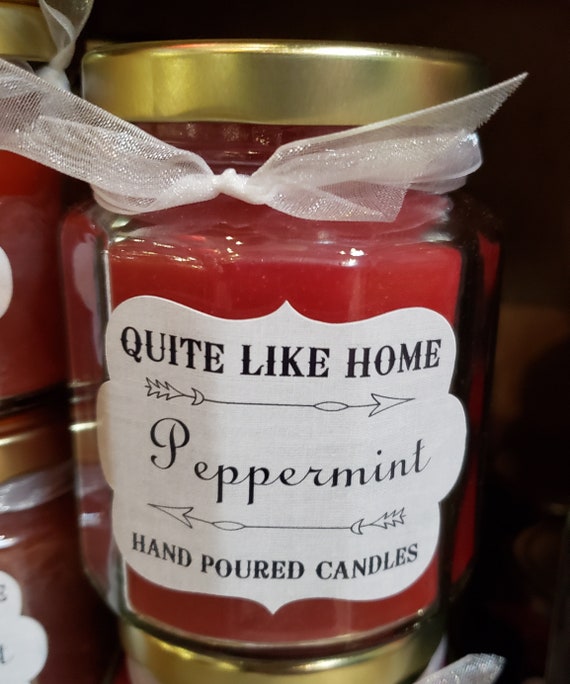 QUITE LIKE HOME
Peppermint
HAND POURED CANDLES